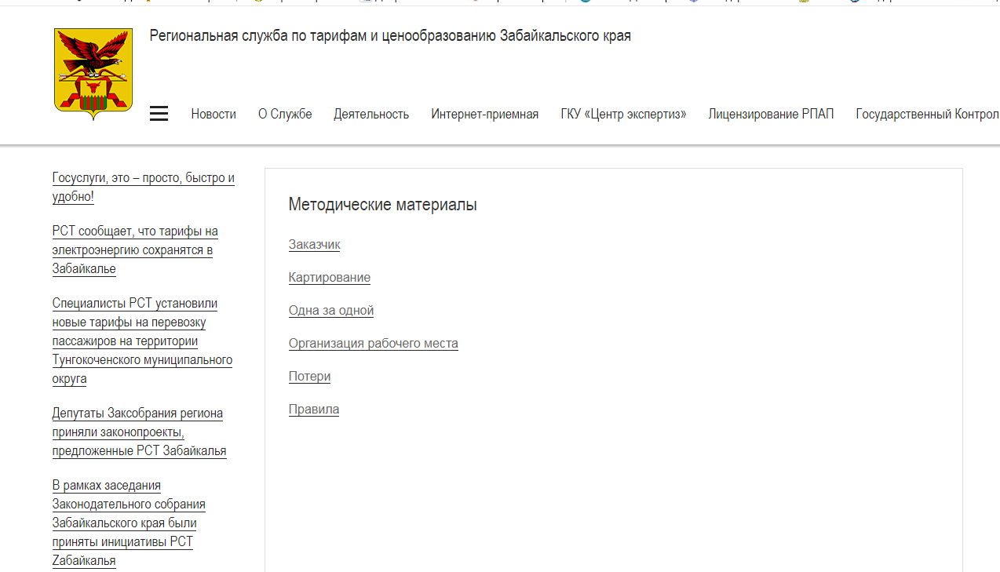 Региональная служба по тарифам и ценообразованию Забайкальского края
Новости О Службе Деятельность Интернет-приемная ГКУ «Центр экспертиз» Лицензирование РПАП Государственный Контрол
Госуслуги, это – просто, быстро и
удобно!
РСТ сообщает, что тарифы на
электроэнергию сохранятся в
Забайкалье
Специалисты РСТ установили
новые тарифы на перевозку
пассажиров на территории
Тунгокоченского муниципального
округа
Депутаты Заксобрания региона
приняли законопроекты,
предложенные РСТ Забайкалья
В рамках заседания
Законодательного собрания
Забайкальского края были
приняты инициативы РСТ
Zабайкалья
Методические материалы
Заказчик
Картирование
Одна за одной
Организация рабочего места
Потери
Правила